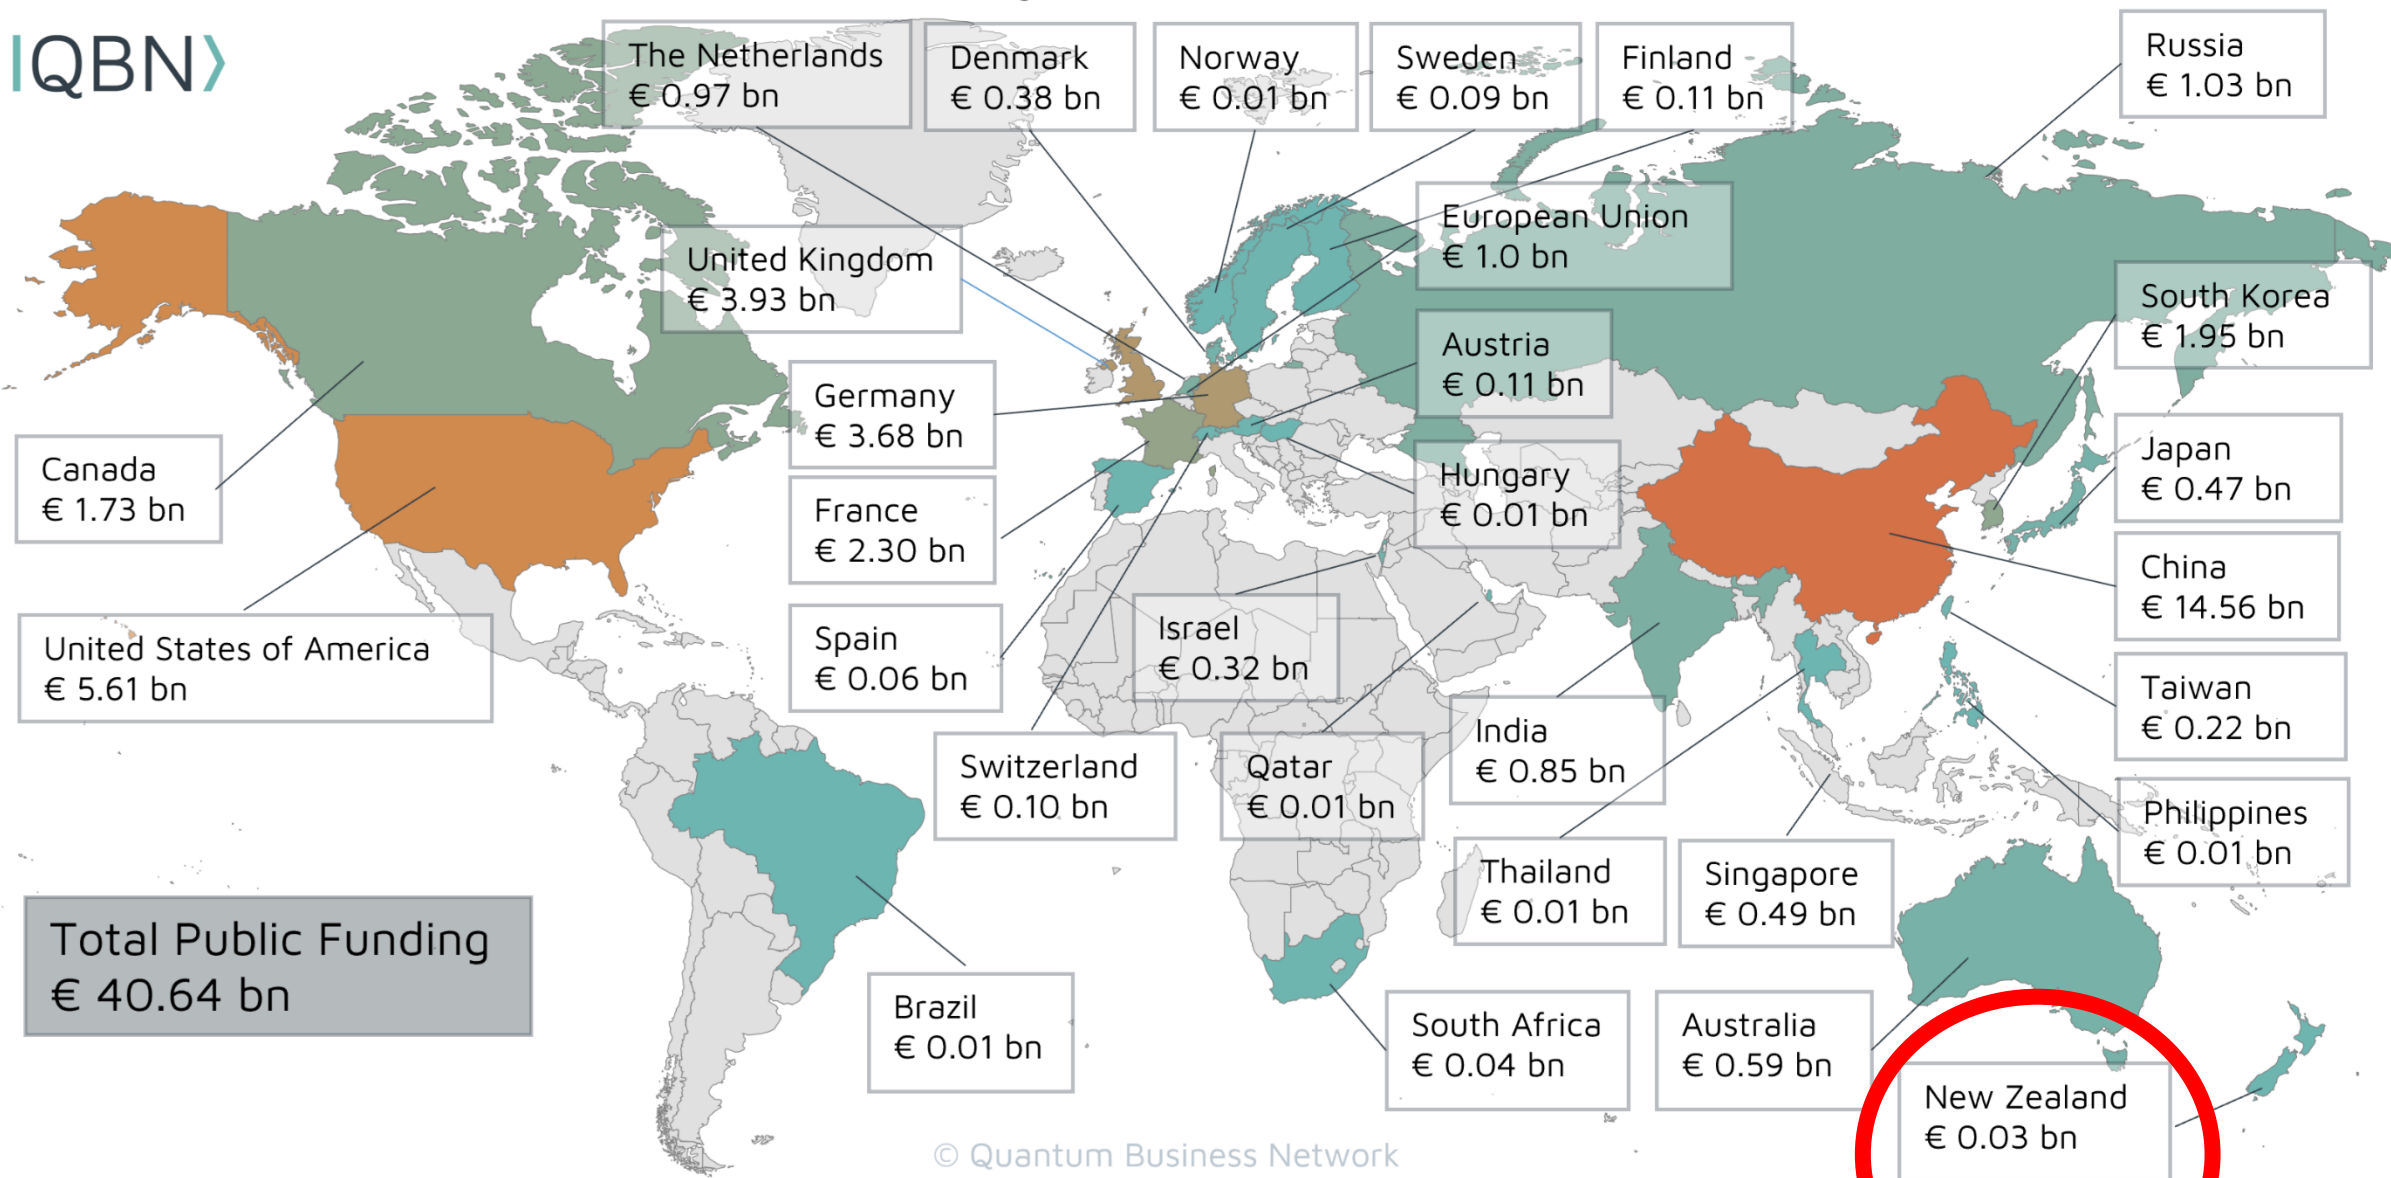 |QBN⟩
The Netherlands
€ 0.97 bn
Denmark
€ 0.38 bn
Norway
€ 0.01 bn
Sweden
€ 0.09 bn
Finland
€ 0.11 bn
Russia
€ 1.03 bn
United Kingdom
€ 3.93 bn
European Union
€ 1.0 bn
South Korea
€ 1.95 bn
Germany
€ 3.68 bn
Austria
€ 0.11 bn
Canada
€ 1.73 bn
France
€ 2.30 bn
Hungary
€ 0.01 bn
Japan
€ 0.47 bn
China
€ 14.56 bn
United States of America
€ 5.61 bn
Spain
€ 0.06 bn
Israel
€ 0.32 bn
Taiwan
€ 0.22 bn
Switzerland
€ 0.10 bn
Qatar
€ 0.01 bn
India
€ 0.85 bn
Philippines
€ 0.01 bn
Thailand
€ 0.01 bn
Singapore
€ 0.49 bn
Total Public Funding
€ 40.64 bn
Brazil
€ 0.01 bn
South Africa
€ 0.04 bn
Australia
€ 0.59 bn
New Zealand
€ 0.03 bn
© Quantum Business Network